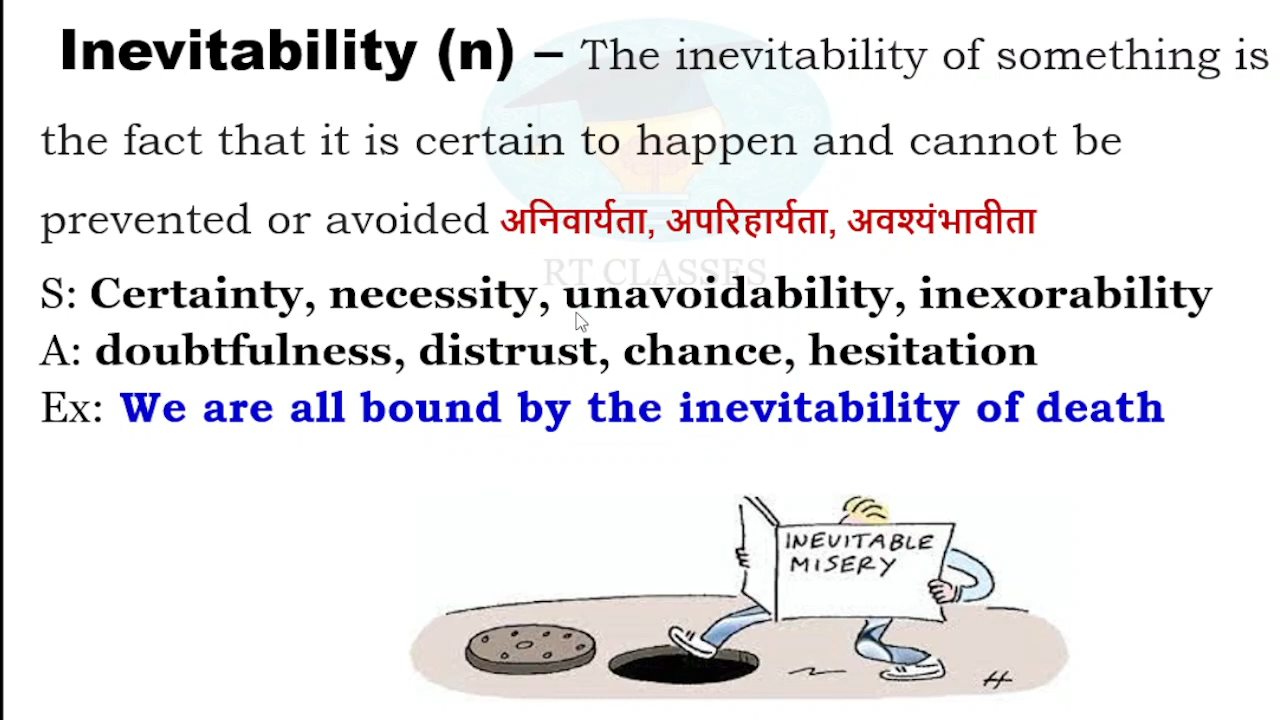 Inevitability (n) – The inevitability of something is
the fact that it is certain to happen and cannot be
prevented or avoided अनिवार्यता, अपरिहार्यता, अवश्यंभावीता
RT CLASSES
S: Certainty, necessity, unavoidability, inexorability
A: doubtfulness, distrust, chance, hesitation
Ex: We are all bound by the inevitability of death
INEVITABLE
MISERY